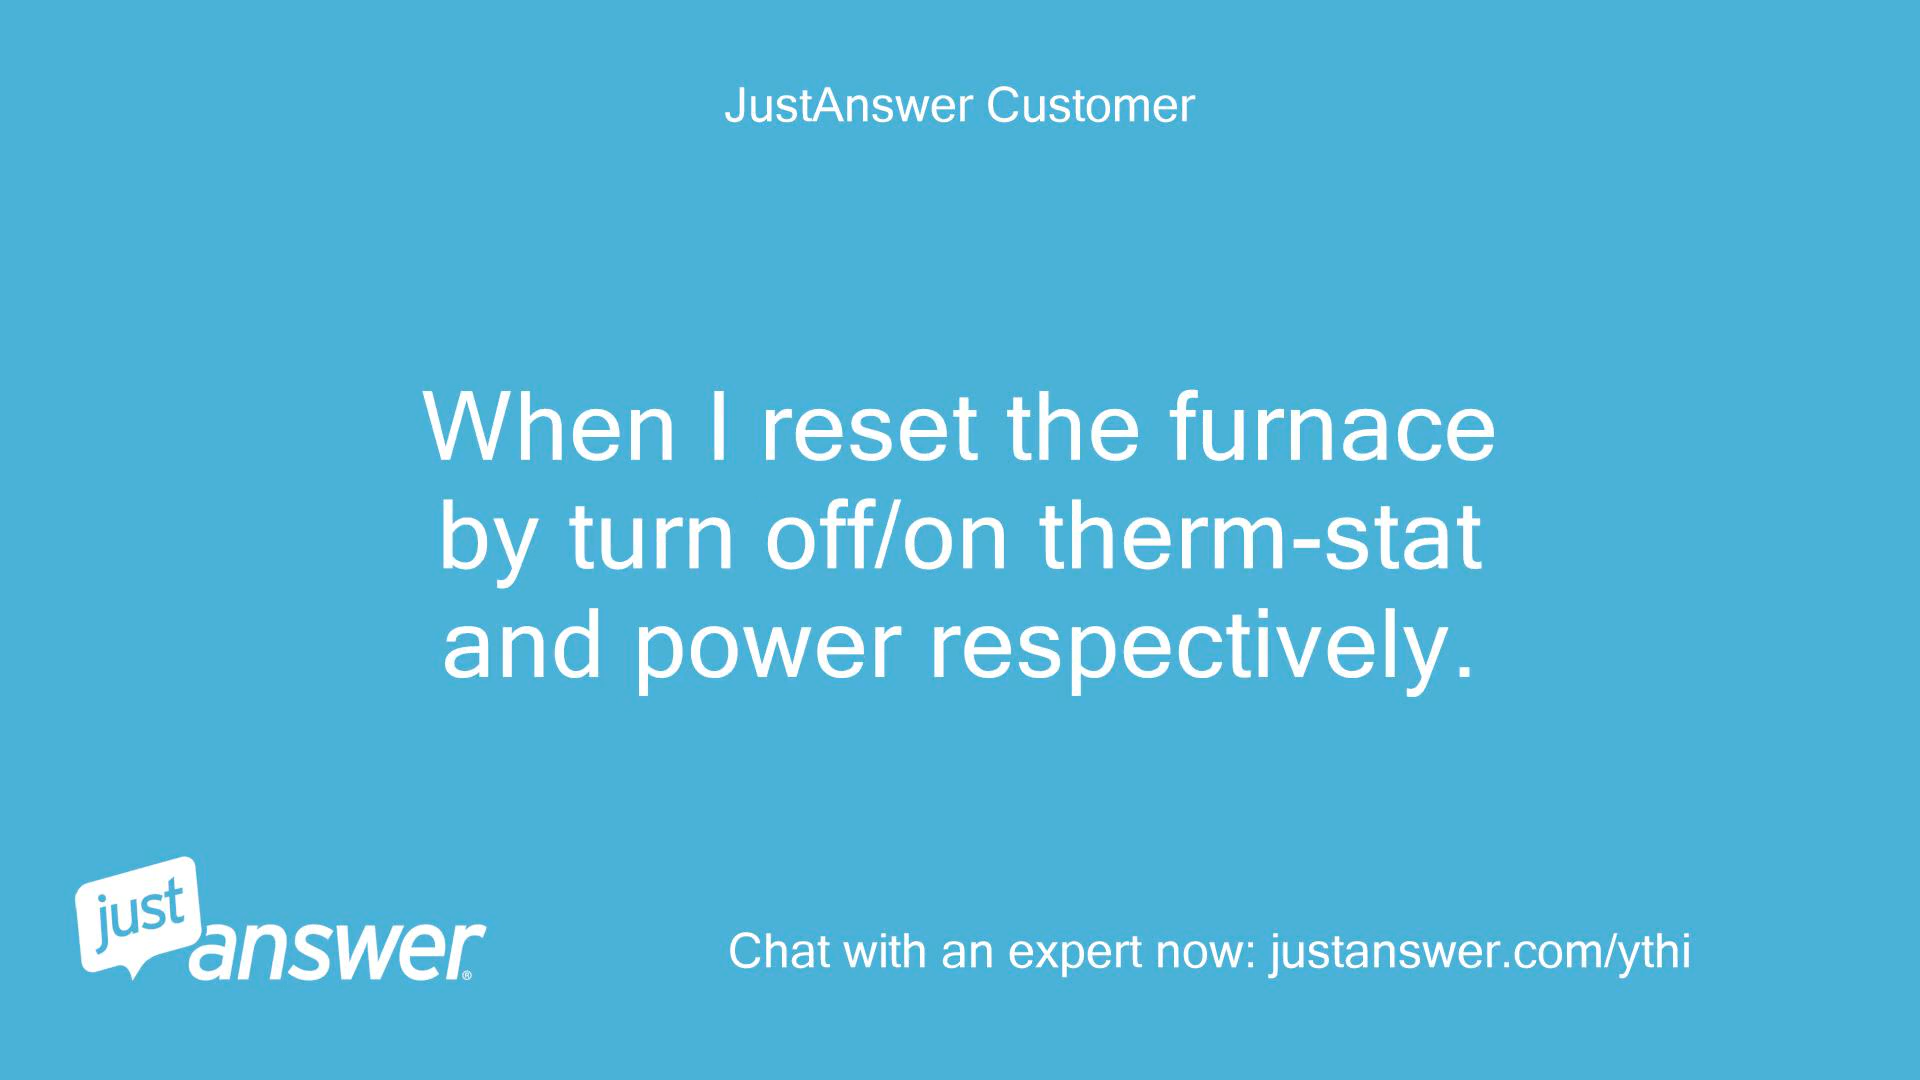 JustAnswer Customer
When I reset the furnace
by turn off/on therm-stat
and power respectively.
just
answer®
Chat with an expert now: justanswer.com/ythi